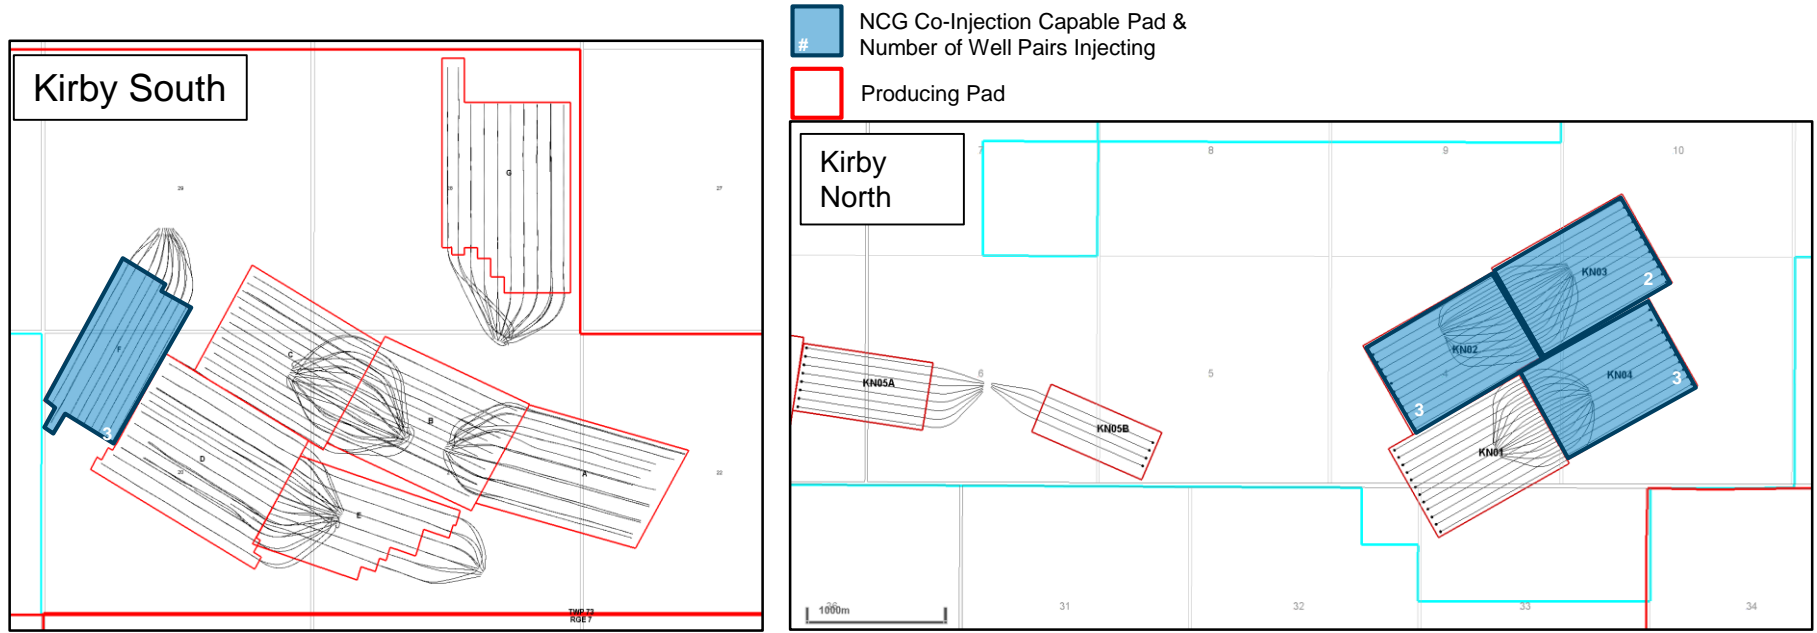 NCG Co-Injection Capable Pad &
Number of Well Pairs Injecting
#
Producing Pad
Kirby South
29
28
G
27
F
3
C
B
A
D
20
E
22
TWP 73
RGE 7
Kirby
North
7
8
9
10
KN03
2
KN02
3
4
KN04
3
KN05A
6
5
KN05B
KN01
1000m
31
32
33
34